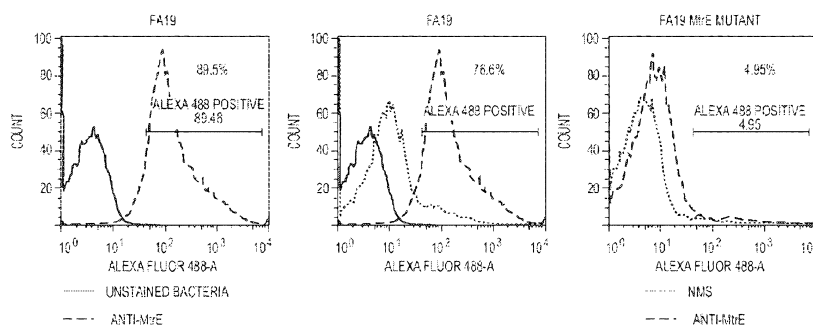 FA19
100
80
60
40
20
COUNT
89.5%
ALEXA 488 POSITIVE
89.46
10^0 10^1 10^2 10^3 10^4
ALEXA FLUOR 488-A
UNSTAINED BACTERIA
ANTI-MtrE
FA19
100
80
60
40
20
COUNT
76.6%
ALEXA 488 POSITIVE
10^0 10^1 10^2 10^3 10^4
ALEXA FLUOR 488-A
FA19 MtrE MUTANT
100
80
60
40
20
COUNT
4.95%
ALEXA 488 POSITIVE
4.95
10^0 10^1 10^2 10^3 10^4
ALEXA FLUOR 488-A
NMS
ANTI-MtrE